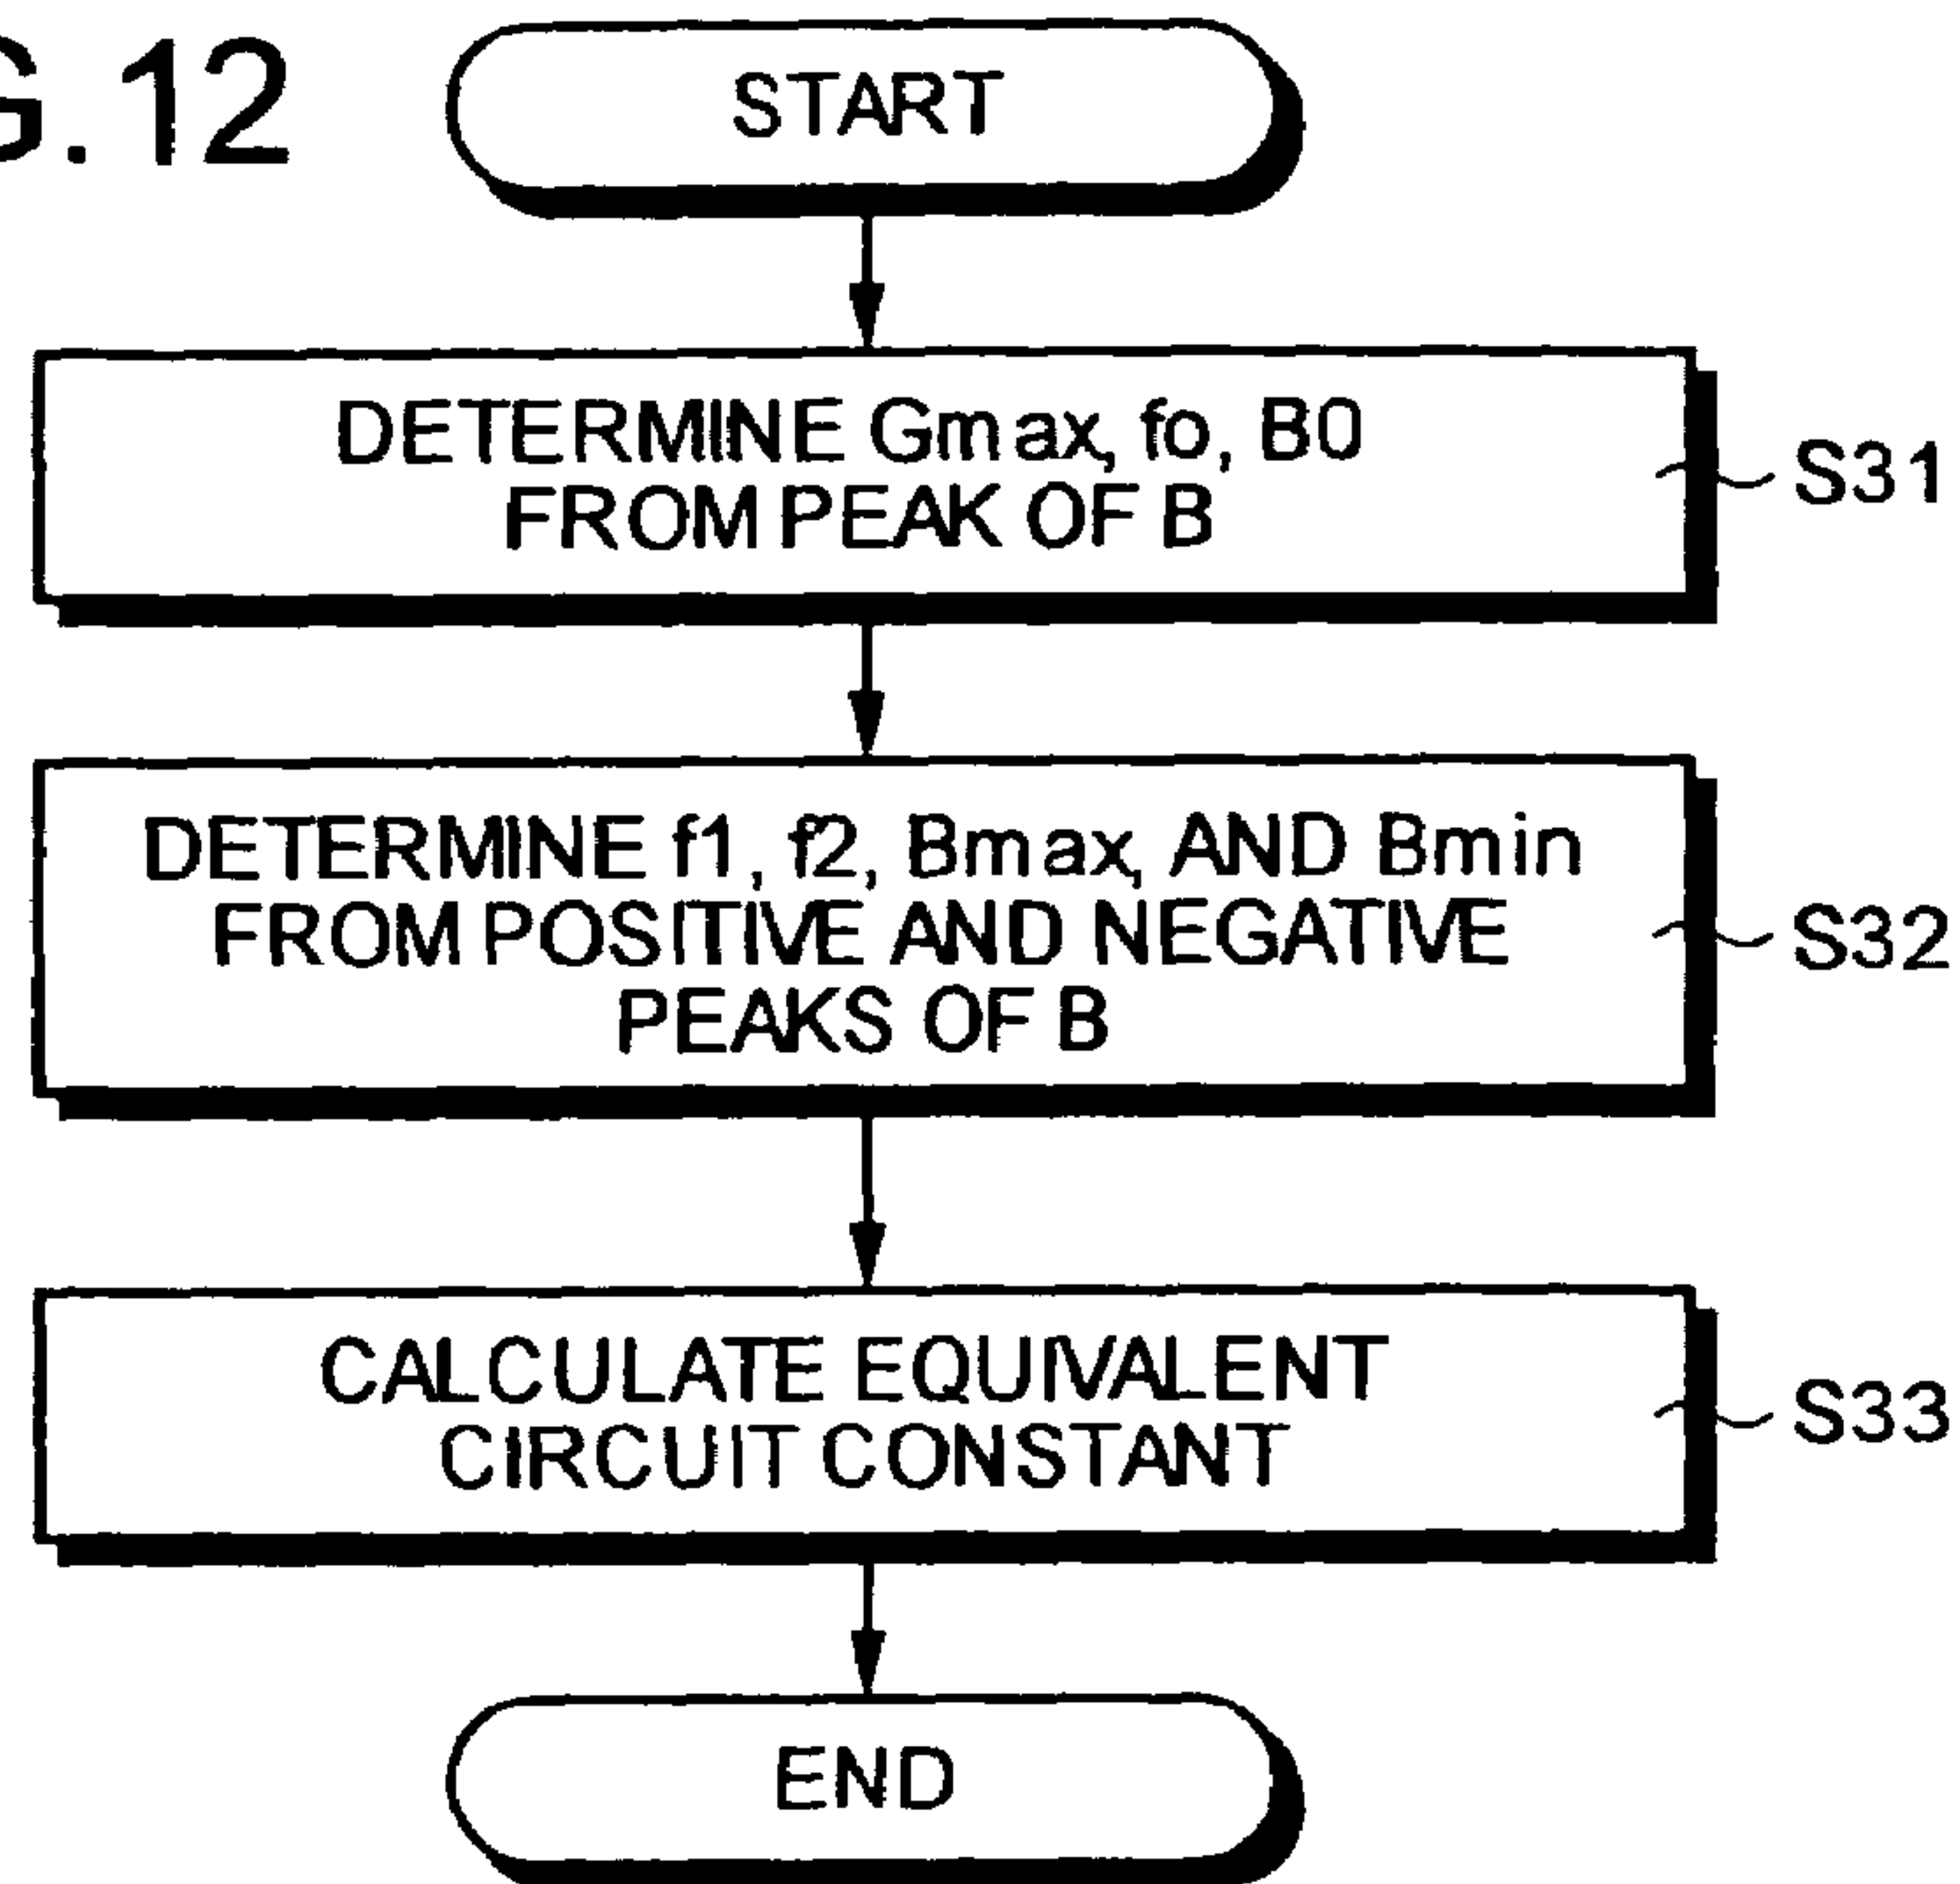 G.12
START
DETERMINE Gmax, fo, B0
FROM PEAK OF B
S31
DETERMINE f1, f2, Bmax, AND Bmin
FROM POSITIVE AND NEGATIVE
PEAKS OF B
S32
CALCULATE EQUIVALENT
CIRCUIT CONSTANT
S33
END